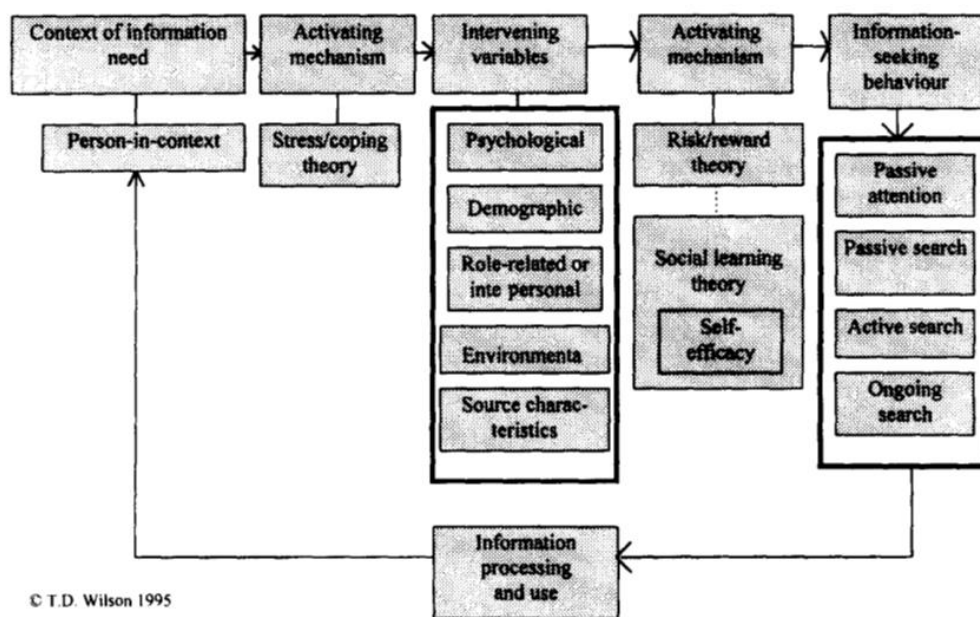 Context of information
need
Activating
mechanism
Intervening
variables
Activating
mechanism
Information-
seeking
behaviour
Person-in-context
Stress/coping
theory
Psychological
Demographic
Role-related or
inte personal
Environmenta
Source charac-
teristics
Risk/reward
theory
Social learning
theory
Self-
efficacy
Passive
attention
Passive search
Active search
Ongoing
search
Information
processing
and use
© T.D. Wilson 1995